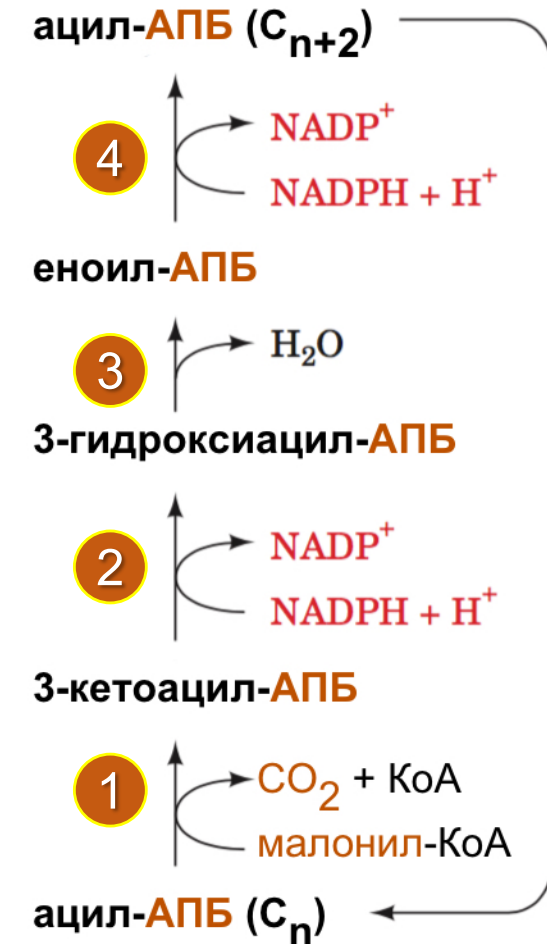 ацил-АПБ (Cn+2)
NADP+
4
NADPH + H+
еноил-АПБ
H2O
3
3-гидроксиацил-АПБ
NADP+
2
NADPH + H+
3-кетоацил-АПБ
CO2 + КоА
1
малонил-КоА
ацил-АПБ (Cn)